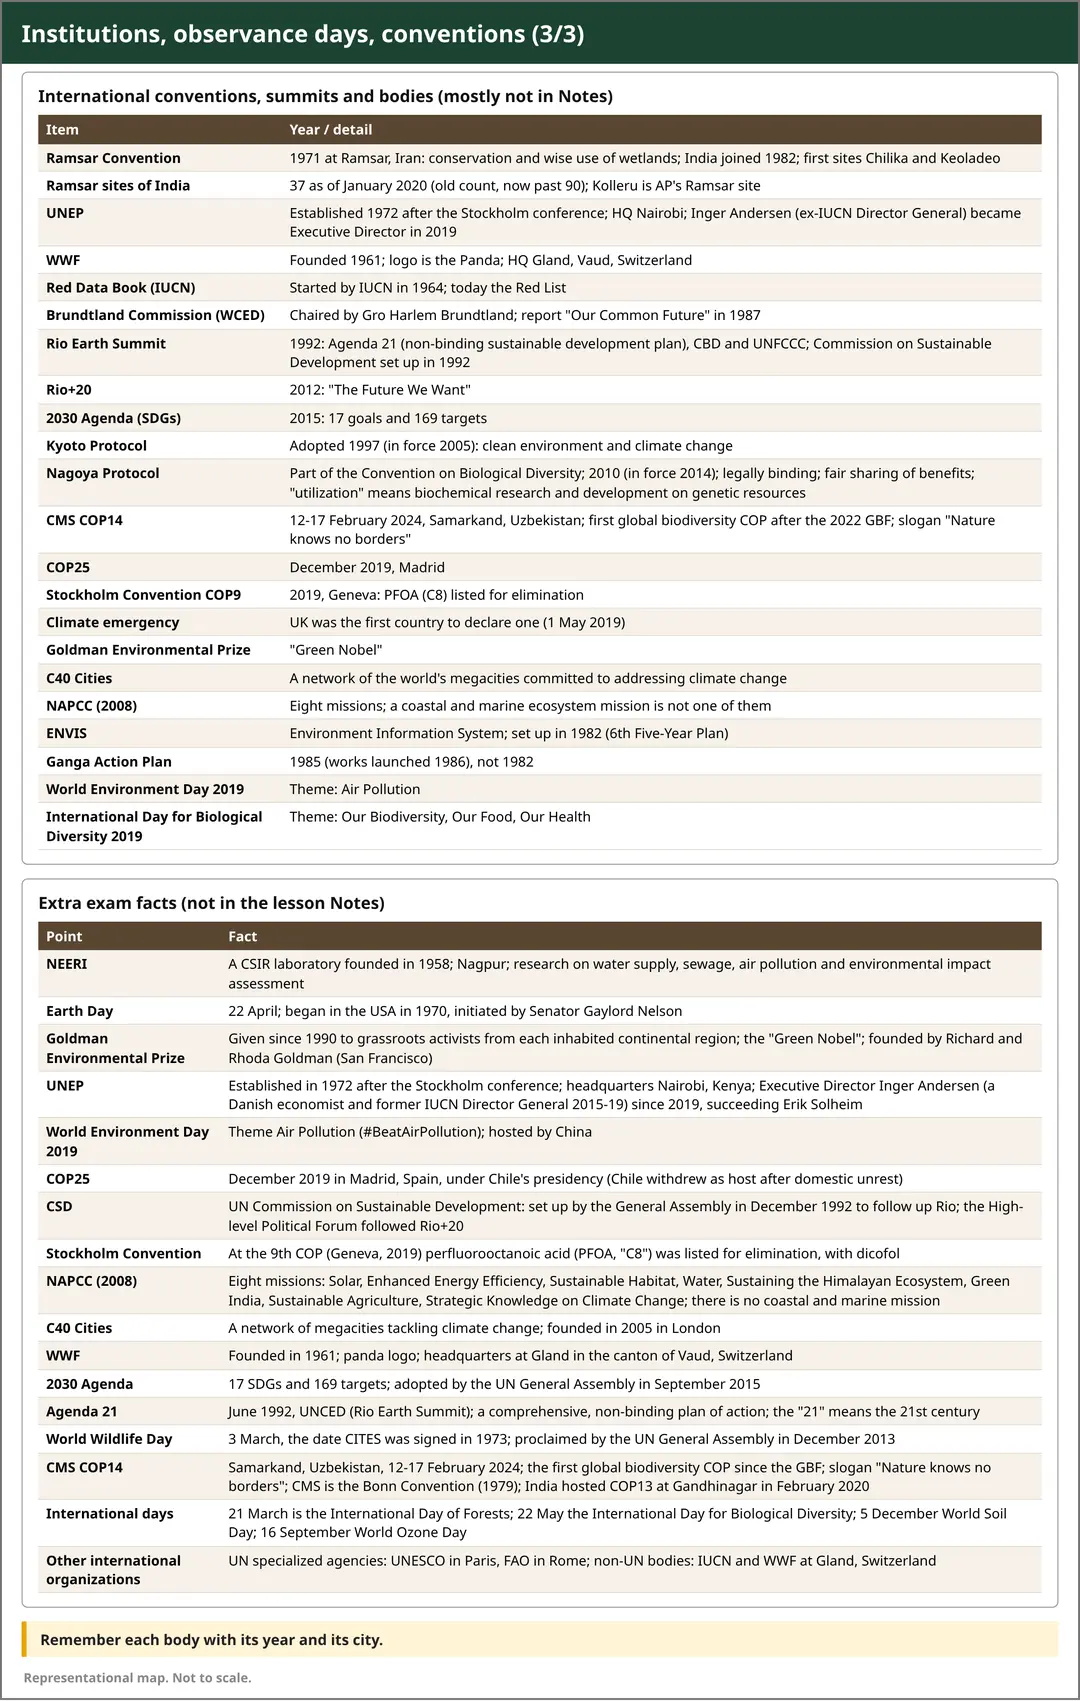 Institutions, observance days, conventions (3/3)
International conventions, summits and bodies (mostly not in Notes)
Item Year / detail
Ramsar Convention 1971 at Ramsar, Iran: conservation and wise use of wetlands; India joined 1982; first sites Chilika and Keoladeo
Ramsar sites of India 37 as of January 2020 (old count, now past 90); Kolleru is AP's Ramsar site
UNEP Established 1972 after the Stockholm conference; HQ Nairobi; Inger Andersen (ex-IUCN Director General) became
Executive Director in 2019
WWF Founded 1961; logo is the Panda; HQ Gland, Vaud, Switzerland
Red Data Book (IUCN) Started by IUCN in 1964; today the Red List
Brundtland Commission (WCED) Chaired by Gro Harlem Brundtland; report "Our Common Future" in 1987
Rio Earth Summit 1992: Agenda 21 (non-binding sustainable development plan), CBD and UNFCCC; Commission on Sustainable
Development set up in 1992
Rio+20 2012: "The Future We Want"
2030 Agenda (SDGs) 2015: 17 goals and 169 targets
Kyoto Protocol Adopted 1997 (in force 2005): clean environment and climate change
Nagoya Protocol Part of the Convention on Biological Diversity; 2010 (in force 2014); legally binding; fair sharing of benefits;
"utilization" means biochemical research and development on genetic resources
CMS COP14 12-17 February 2024, Samarkand, Uzbekistan; first global biodiversity COP after the 2022 GBF; slogan "Nature
knows no borders"
COP25 December 2019, Madrid
Stockholm Convention COP9 2019, Geneva: PFOA (C8) listed for elimination
Climate emergency UK was the first country to declare one (1 May 2019)
Goldman Environmental Prize "Green Nobel"
C40 Cities A network of the world's megacities committed to addressing climate change
NAPCC (2008) Eight missions; a coastal and marine ecosystem mission is not one of them
ENVIS Environment Information System; set up in 1982 (6th Five-Year Plan)
Ganga Action Plan 1985 (works launched 1986), not 1982
World Environment Day 2019 Theme: Air Pollution
International Day for Biological Theme: Our Biodiversity, Our Food, Our Health
Diversity 2019
Extra exam facts (not in the lesson Notes)
Point Fact
NEERI A CSIR laboratory founded in 1958; Nagpur; research on water supply, sewage, air pollution and environmental impact
assessment
Earth Day 22 April; began in the USA in 1970, initiated by Senator Gaylord Nelson
Goldman Given since 1990 to grassroots activists from each inhabited continental region; the "Green Nobel"; founded by Richard and
Environmental Prize Rhoda Goldman (San Francisco)
UNEP Established in 1972 after the Stockholm conference; headquarters Nairobi, Kenya; Executive Director Inger Andersen (a
Danish economist and former IUCN Director General 2015-19) since 2019, succeeding Erik Solheim
World Environment Day Theme Air Pollution (#BeatAirPollution); hosted by China
2019
COP25 December 2019 in Madrid, Spain, under Chile's presidency (Chile withdrew as host after domestic unrest)
CSD UN Commission on Sustainable Development: set up by the General Assembly in December 1992 to follow up Rio; the High-
level Political Forum followed Rio+20
Stockholm Convention At the 9th COP (Geneva, 2019) perfluorooctanoic acid (PFOA, "C8") was listed for elimination, with dicofol
NAPCC (2008) Eight missions: Solar, Enhanced Energy Efficiency, Sustainable Habitat, Water, Sustaining the Himalayan Ecosystem, Green
India, Sustainable Agriculture, Strategic Knowledge on Climate Change; there is no coastal and marine mission
C40 Cities A network of megacities tackling climate change; founded in 2005 in London
WWF Founded in 1961; panda logo; headquarters at Gland in the canton of Vaud, Switzerland
2030 Agenda 17 SDGs and 169 targets; adopted by the UN General Assembly in September 2015
Agenda 21 June 1992, UNCED (Rio Earth Summit); a comprehensive, non-binding plan of action; the "21" means the 21st century
World Wildlife Day 3 March, the date CITES was signed in 1973; proclaimed by the UN General Assembly in December 2013
CMS COP14 Samarkand, Uzbekistan, 12-17 February 2024; the first global biodiversity COP since the GBF; slogan "Nature knows no
borders"; CMS is the Bonn Convention (1979); India hosted COP13 at Gandhinagar in February 2020
International days 21 March is the International Day of Forests; 22 May the International Day for Biological Diversity; 5 December World Soil
Day; 16 September World Ozone Day
Other international UN specialized agencies: UNESCO in Paris, FAO in Rome; non-UN bodies: IUCN and WWF at Gland, Switzerland
organizations
Remember each body with its year and its city.
Representational map. Not to scale.